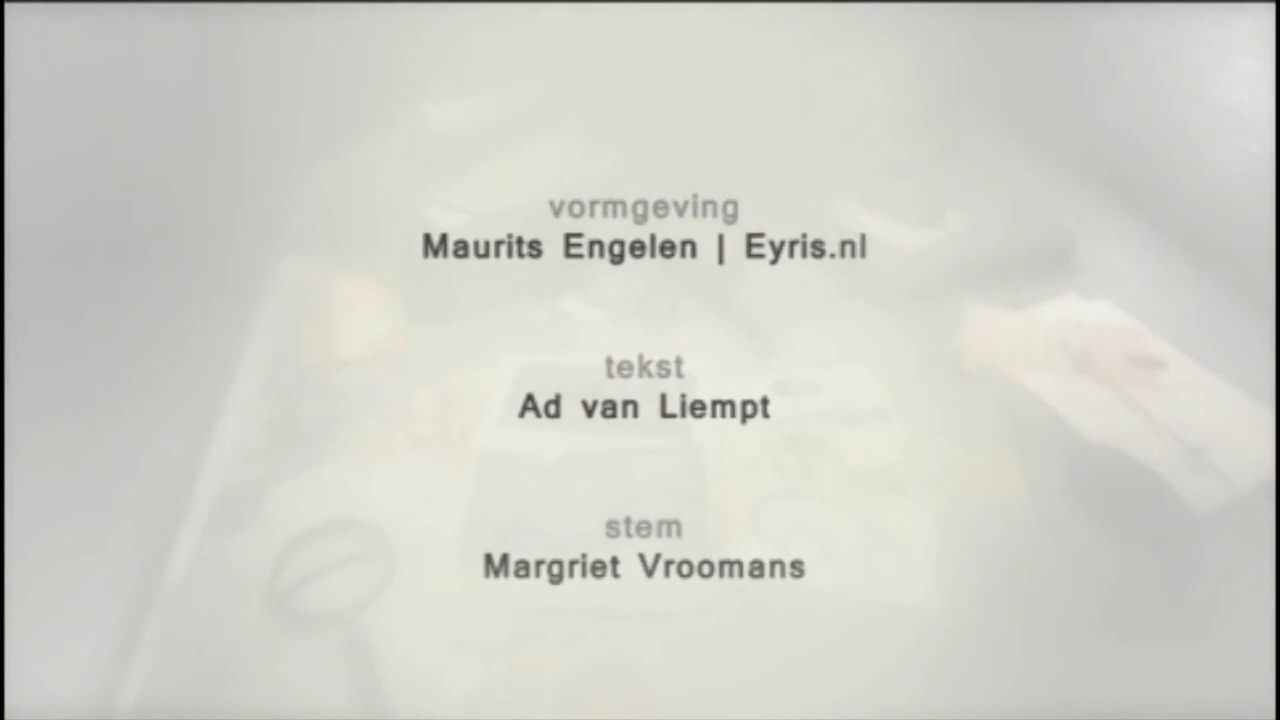 vormgeving
Maurits Engelen | Eyris.nl
tekst
Ad van Liempt
stem
Margriet Vroomans